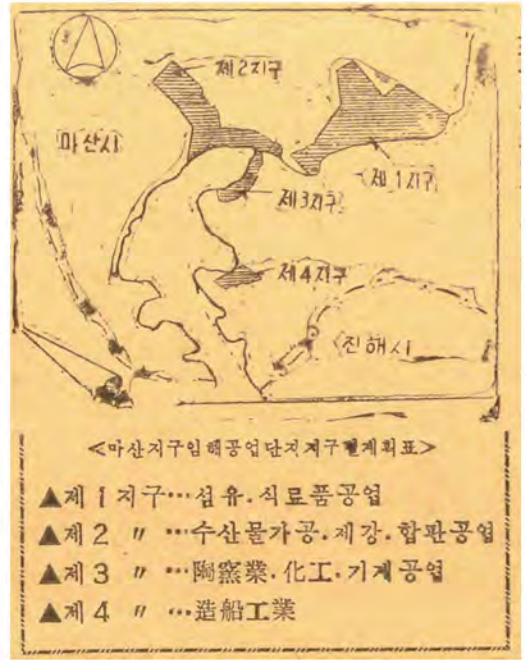 제2지구
마산시
제1지구
제3지구
제4지구
진해시
<마산지구임해공업단지지구별계획표>
▲제 1 지구…섬유·식료품공업
▲제 2 〃 …수산물가공·제강·합판공업
▲제 3 〃 …陶窯業·化工·기계공업
▲제 4 〃 …造船工業